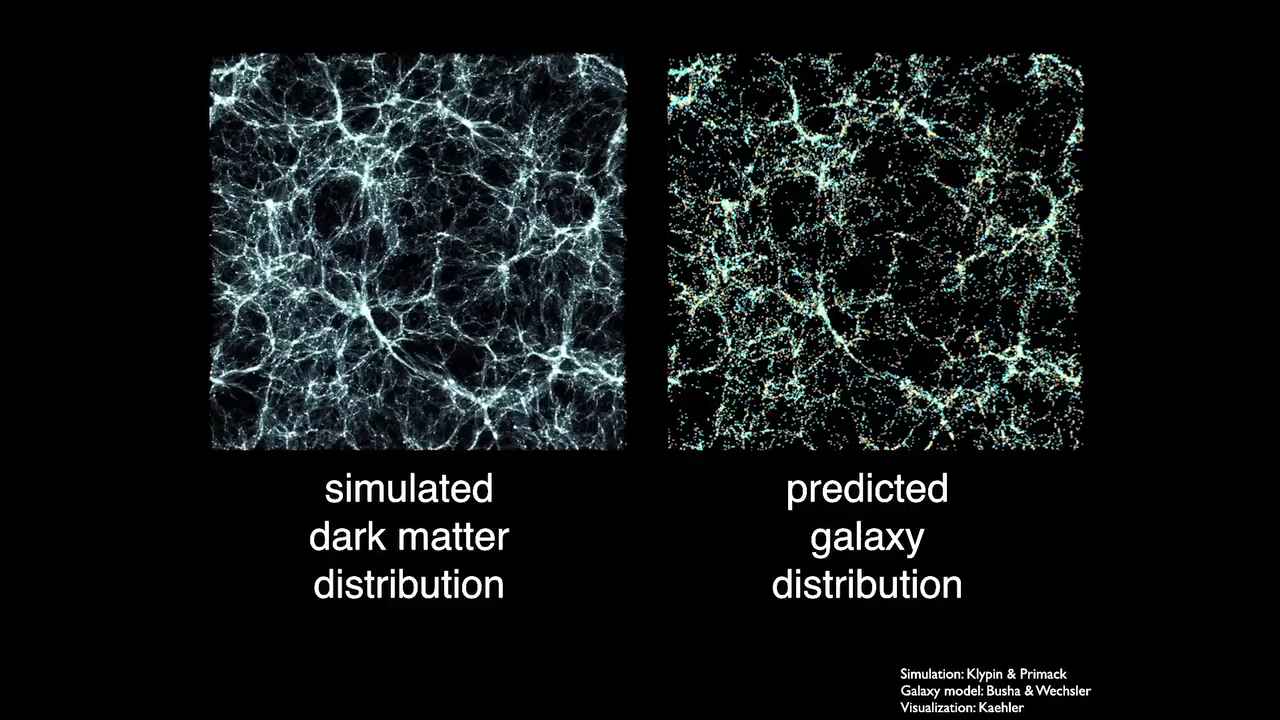 simulated
dark matter
distribution
predicted
galaxy
distribution
Simulation: Klypin & Primack
Galaxy model: Busha & Wechsler
Visualization: Kaehler